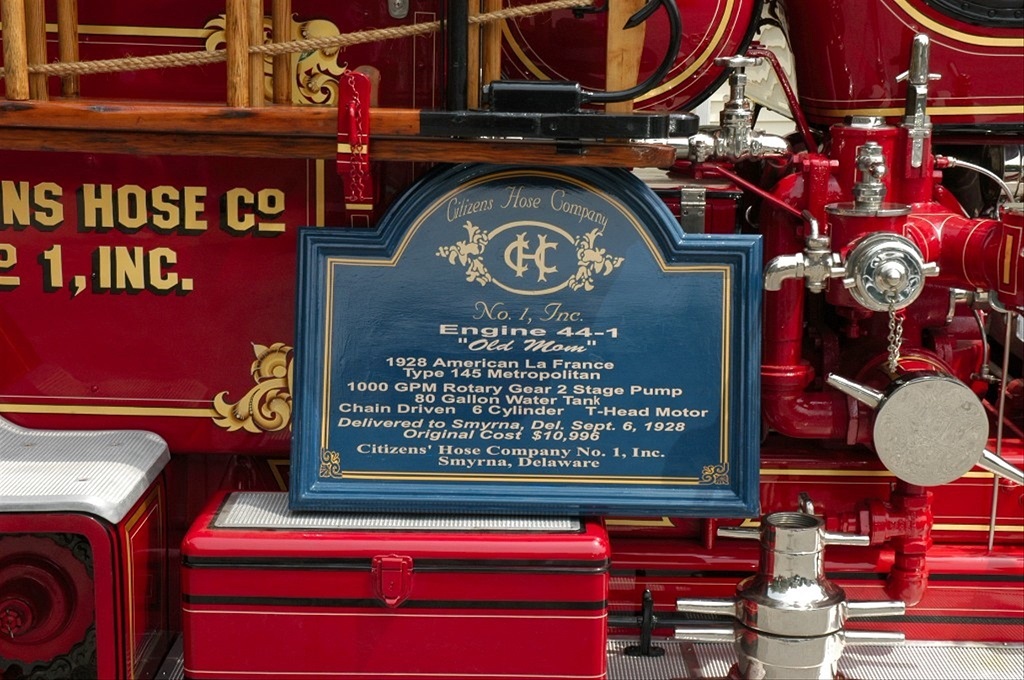 NS HOSE Co
o 1, INC.
Citizens Hose Company
CHC
No. 1, Inc.
Engine 44-1
"Old Mom"
1928 American La France
Type 145 Metropolitan
1000 GPM Rotary Gear 2 Stage Pump
80 Gallon Water Tank
Chain Driven 6 Cylinder T-Head Motor
Delivered to Smyrna, Del. Sept. 6, 1928
Original Cost $10,996
Citizens' Hose Company No. 1, Inc.
Smyrna, Delaware